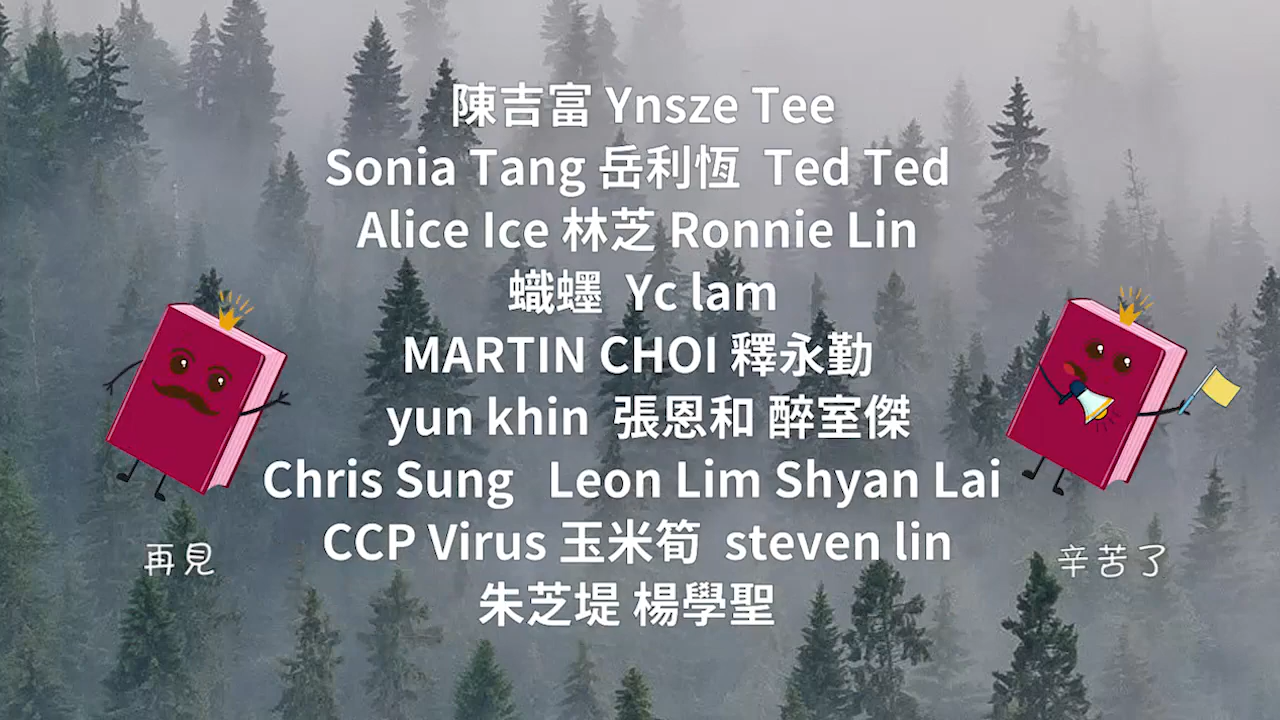 陳吉富 Ynsze Tee
Sonia Tang 岳利恆 Ted Ted
Alice Ice 林芝 Ronnie Lin
蟙蠌 Yc lam
MARTIN CHOI 釋永勤
yun khin 張恩和 醉室傑
Chris Sung Leon Lim Shyan Lai
CCP Virus 玉米筍 steven lin
朱芝堤 楊學聖
再見
辛苦了